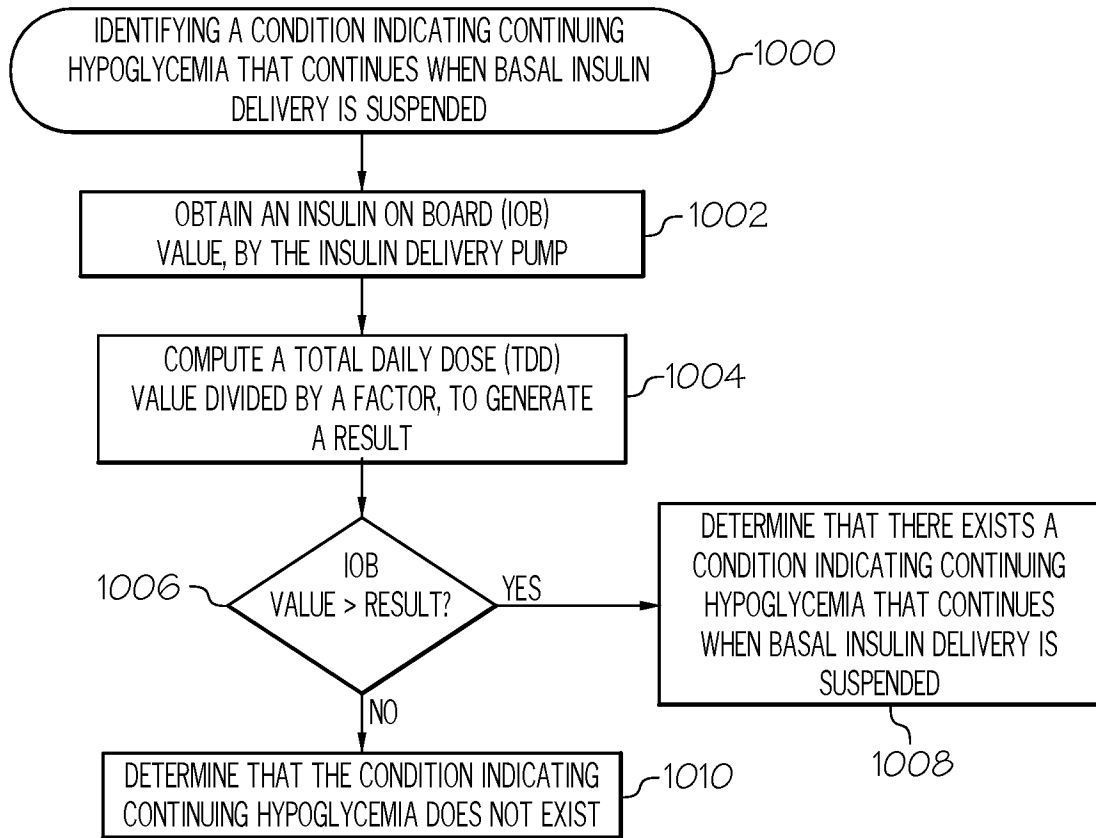 IDENTIFYING A CONDITION INDICATING CONTINUING
HYPOGLYCEMIA THAT CONTINUES WHEN BASAL INSULIN
DELIVERY IS SUSPENDED
1000
OBTAIN AN INSULIN ON BOARD (IOB)
VALUE, BY THE INSULIN DELIVERY PUMP
1002
COMPUTE A TOTAL DAILY DOSE (TDD)
VALUE DIVIDED BY A FACTOR, TO GENERATE
A RESULT
1004
1006
IOB
VALUE > RESULT?
YES
DETERMINE THAT THERE EXISTS A
CONDITION INDICATING CONTINUING
HYPOGLYCEMIA THAT CONTINUES
WHEN BASAL INSULIN DELIVERY IS
SUSPENDED
1008
NO
DETERMINE THAT THE CONDITION INDICATING
CONTINUING HYPOGLYCEMIA DOES NOT EXIST
1010